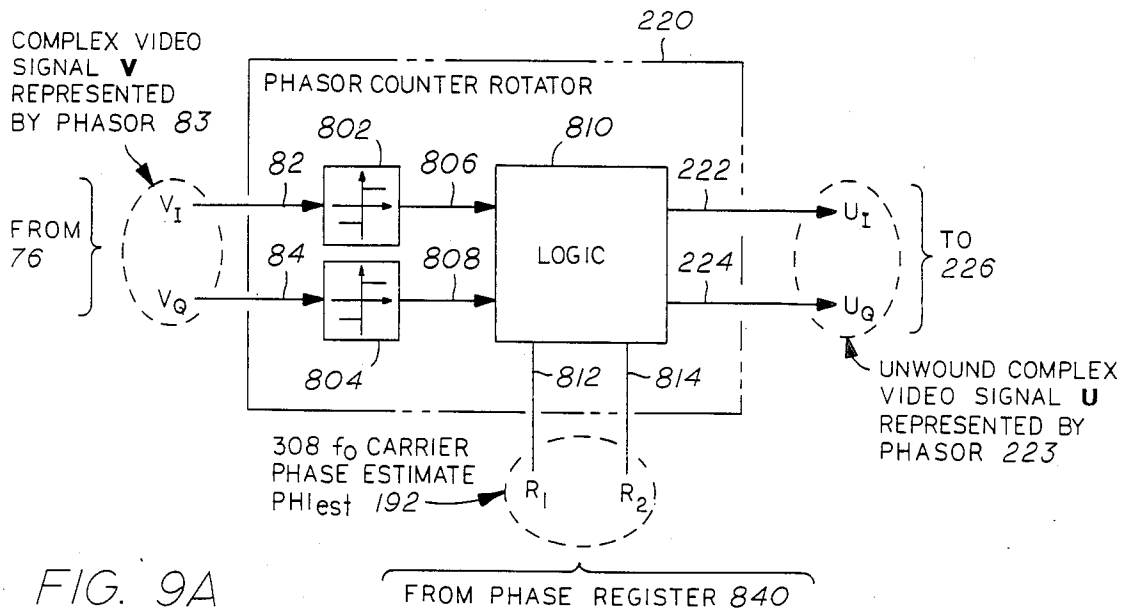 220
COMPLEX VIDEO
SIGNAL V
REPRESENTED
BY PHASOR 83
PHASOR COUNTER ROTATOR
802
810
82
806
222
FROM
76
V_I
U_I
TO
226
LOGIC
84
808
224
V_Q
U_Q
804
812
814
UNWOUND COMPLEX
VIDEO SIGNAL U
REPRESENTED BY
PHASOR 223
308 f_0 CARRIER
PHASE ESTIMATE
PHIest 192
R_1
R_2
FIG. 9A
FROM PHASE REGISTER 840